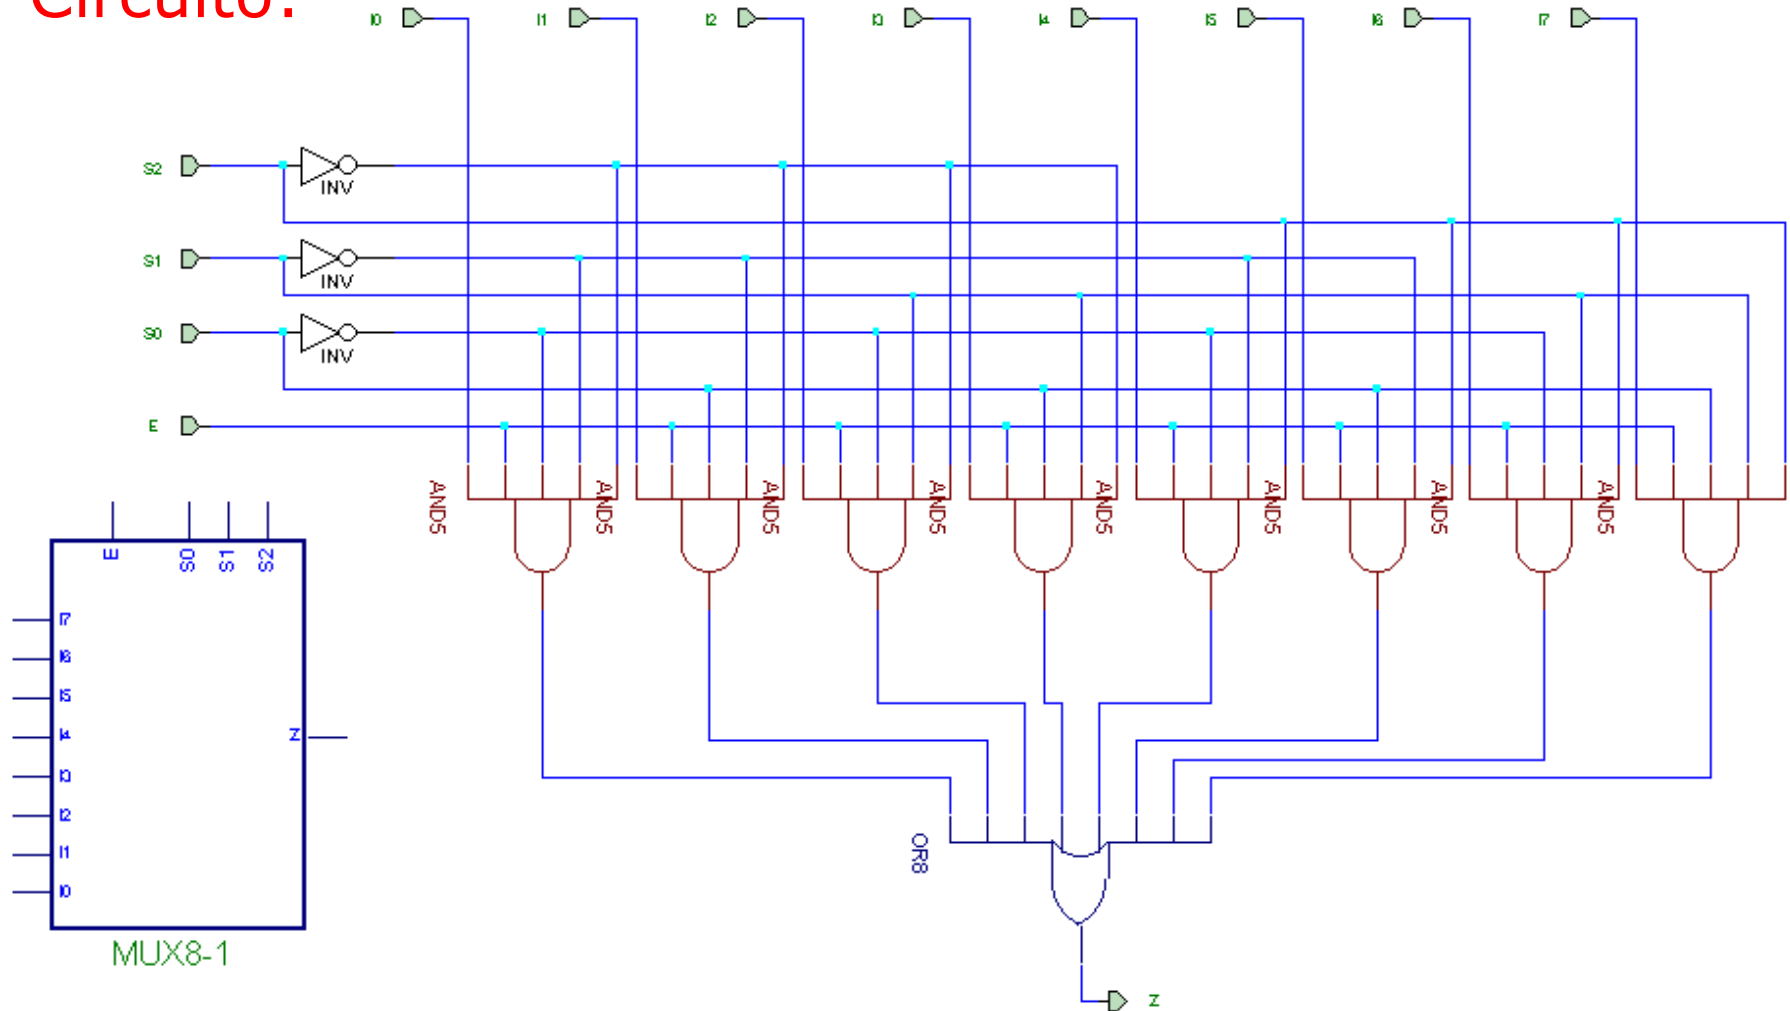 Circuito:
I0 I1 I2 I3 I4 I5 I6 I7
S2
INV
S1
INV
S0
INV
E
AND5 AND5 AND5 AND5 AND5 AND5 AND5 AND5
E S0 S1 S2
I7
I6
I5
I4 Z
I3
I2
I1
I0
MUX8-1
OR8
Z